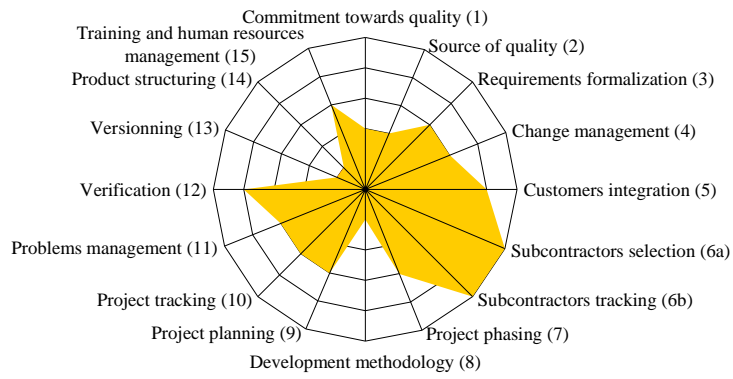 Commitment towards quality (1)
Source of quality (2)
Requirements formalization (3)
Change management (4)
Customers integration (5)
Subcontractors selection (6a)
Subcontractors tracking (6b)
Project phasing (7)
Development methodology (8)
Project planning (9)
Project tracking (10)
Problems management (11)
Verification (12)
Versionning (13)
Product structuring (14)
Training and human resources
management (15)